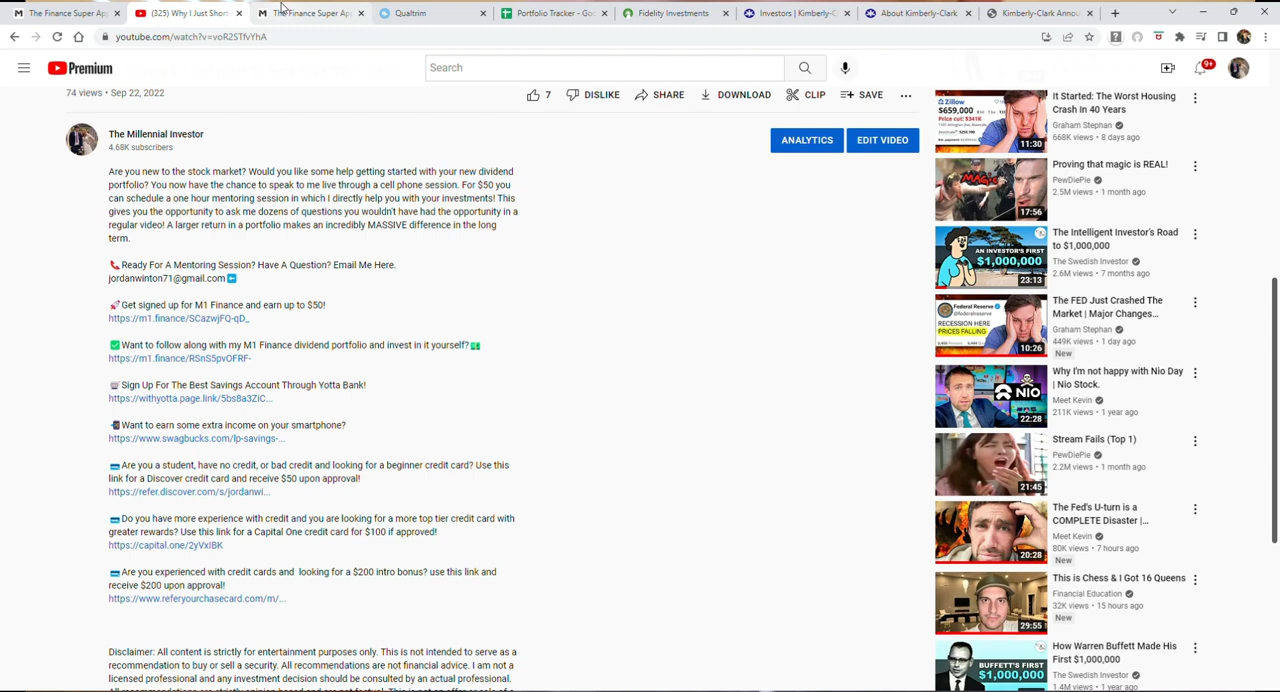 The Finance Super Ap
(325) Why I Just Short
The Finance Super Ap
Qualtrim
Portfolio Tracker - Goo
Fidelity Investments
Investors | Kimberly-C
About Kimberly-Clark
Kimberly-Clark Annou
youtube.com/watch?v=voR2STfvYhA
Premium
Search
9+
74 views • Sep 22, 2022
7
DISLIKE
SHARE
DOWNLOAD
CLIP
SAVE
The Millennial Investor
4.68K subscribers
ANALYTICS
EDIT VIDEO
Are you new to the stock market? Would you like some help getting started with your new dividend
portfolio? You now have the chance to speak to me live through a cell phone session. For $50 you
can schedule a one hour mentoring session in which I directly help you with your investments! This
gives you the opportunity to ask me dozens of questions you wouldn't have had the opportunity in a
regular video! A larger return in a portfolio makes an incredibly MASSIVE difference in the long
term.
Ready For A Mentoring Session? Have A Question? Email Me Here.
jordanwinton71@gmail.com
Get signed up for M1 Finance and earn up to $50!
https://m1.finance/SCazwjFQ-qD_
Want to follow along with my M1 Finance dividend portfolio and invest in it yourself?
https://m1.finance/RSnS5pvOFRF-
Sign Up For The Best Savings Account Through Yotta Bank!
https://withyotta.page.link/5bs8a3ZiC...
Want to earn some extra income on your smartphone?
https://www.swagbucks.com/lp-savings-...
Are you a student, have no credit, or bad credit and looking for a beginner credit card? Use this
link for a Discover credit card and receive $50 upon approval!
https://refer.discover.com/s/jordanwi...
Do you have more experience with credit and you are looking for a more top tier credit card with
greater rewards? Use this link for a Capital One credit card for $100 if approved!
https://capital.one/2yVxIBK
Are you experienced with credit cards and looking for a $200 intro bonus? use this link and
receive $200 upon approval!
https://www.referyourchasecard.com/m/...
Disclaimer: All content is strictly for entertainment purposes only. This is not intended to serve as a
recommendation to buy or sell a security. All recommendations are not financial advice. I am not a
licensed professional and any investment decision should be consulted by an actual professional.
Zillow
$659,000
11:30
It Started: The Worst Housing
Crash In 40 Years
Graham Stephan
668K views • 8 days ago
MAGIC
17:56
Proving that magic is REAL!
PewDiePie
2.5M views • 1 month ago
AN INVESTOR'S FIRST
$1,000,000
23:13
The Intelligent Investor's Road
to $1,000,000
The Swedish Investor
2.6M views • 7 months ago
Federal Reserve
@federalreserve
RECESSION HERE
PRICES FALLING
10:26
The FED Just Crashed The
Market | Major Changes...
Graham Stephan
449K views • 1 day ago
New
NIO
22:28
Why I'm not happy with Nio Day
| Nio Stock.
Meet Kevin
211K views • 1 year ago
21:45
Stream Fails (Top 1)
PewDiePie
2.2M views • 1 month ago
20:28
The Fed's U-turn is a
COMPLETE Disaster |...
Meet Kevin
80K views • 7 hours ago
New
29:55
This is Chess & I Got 16 Queens
Financial Education
32K views • 15 hours ago
New
BUFFETT'S FIRST
$1,000,000
How Warren Buffett Made His
First $1,000,000
The Swedish Investor
1.4M views • 1 year ago